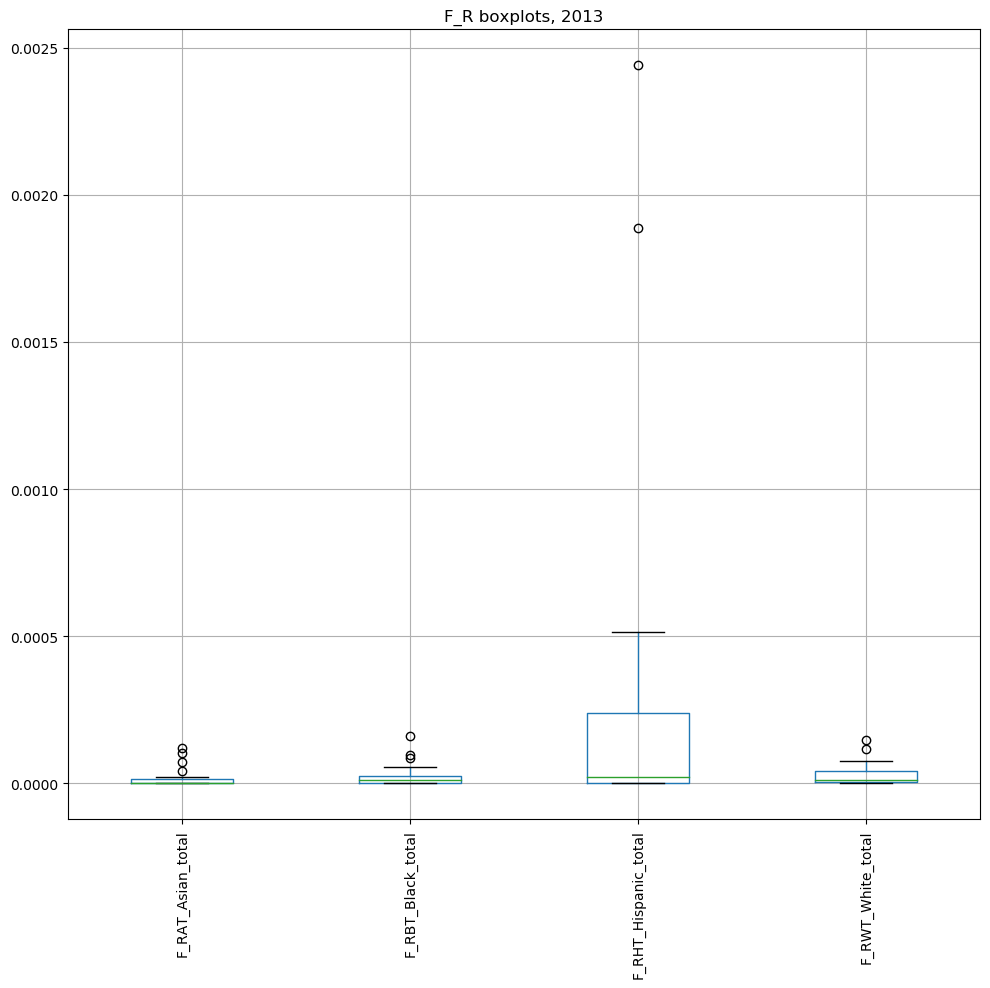 F_R boxplots, 2013
0.0025
0.0020
0.0015
0.0010
0.0005
0.0000
F_RAT_Asian_total
F_RBT_Black_total
F_RHT_Hispanic_total
F_RWT_White_total